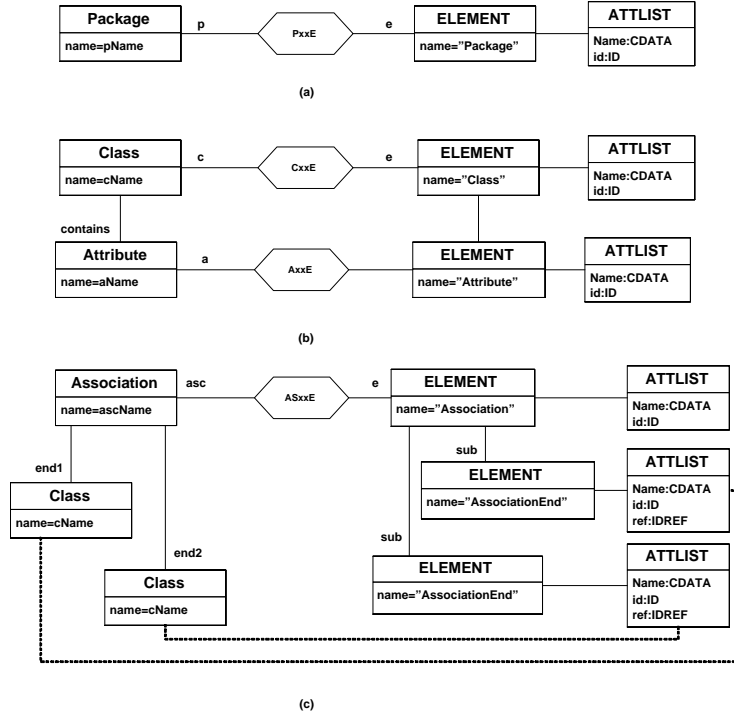 Package
name=pName
p
PxxE
e
ELEMENT
name="Package"
ATTLIST
Name:CDATA
id:ID
(a)
Class
name=cName
c
CxxE
e
ELEMENT
name="Class"
ATTLIST
Name:CDATA
id:ID
contains
Attribute
name=aName
a
AxxE
ELEMENT
name="Attribute"
ATTLIST
Name:CDATA
id:ID
(b)
Association
name=ascName
asc
ASxxE
e
ELEMENT
name="Association"
ATTLIST
Name:CDATA
id:ID
end1
sub
Class
name=cName
ELEMENT
name="AssociationEnd"
ATTLIST
Name:CDATA
id:ID
ref:IDREF
end2
sub
Class
name=cName
ELEMENT
name="AssociationEnd"
ATTLIST
Name:CDATA
id:ID
ref:IDREF
(c)